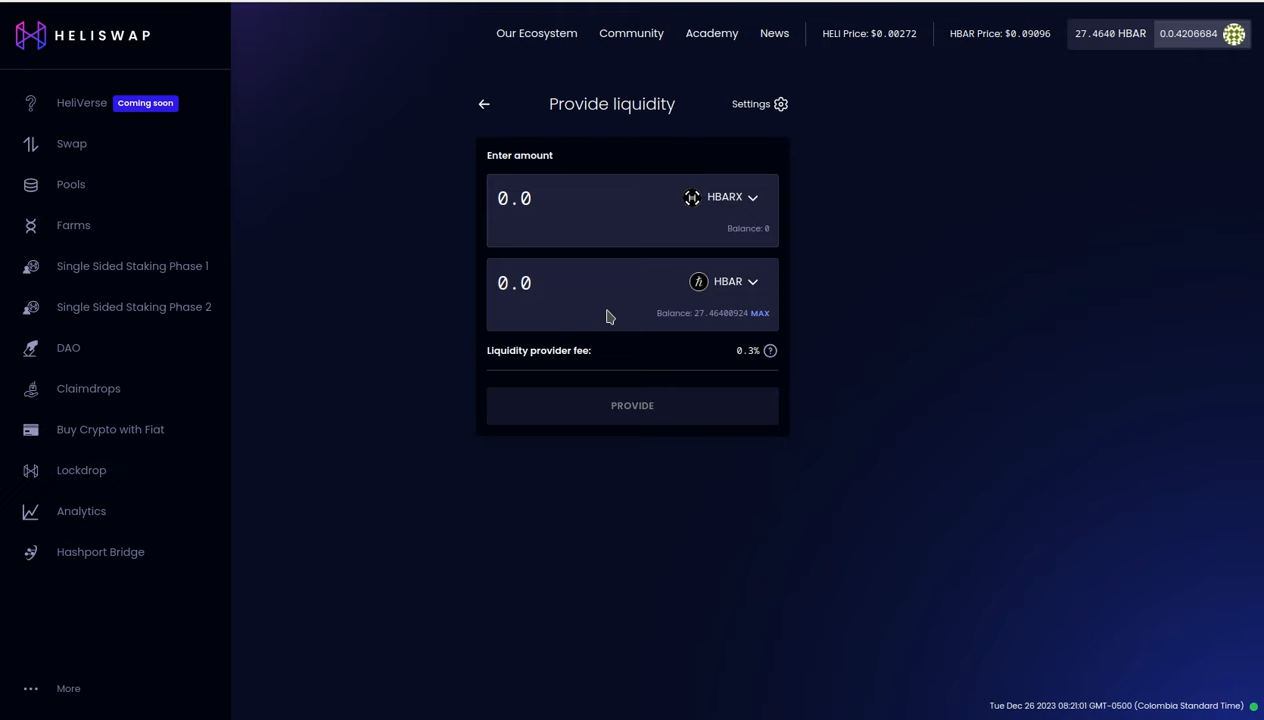 HELISWAP
Our Ecosystem Community Academy News HELI Price: $0.00272 HBAR Price: $0.09096 27.4640 HBAR 0.0.4206684
HeliVerse Coming soon
Swap
Pools
Farms
Single Sided Staking Phase 1
Single Sided Staking Phase 2
DAO
Claimdrops
Buy Crypto with Fiat
Lockdrop
Analytics
Hashport Bridge
More
Provide liquidity Settings
Enter amount
0.0 HBARX
Balance: 0
0.0 HBAR
Balance: 27.46400924 MAX
Liquidity provider fee: 0.3% ?
PROVIDE
Tue Dec 26 2023 08:21:01 GMT-0500 (Colombia Standard Time)